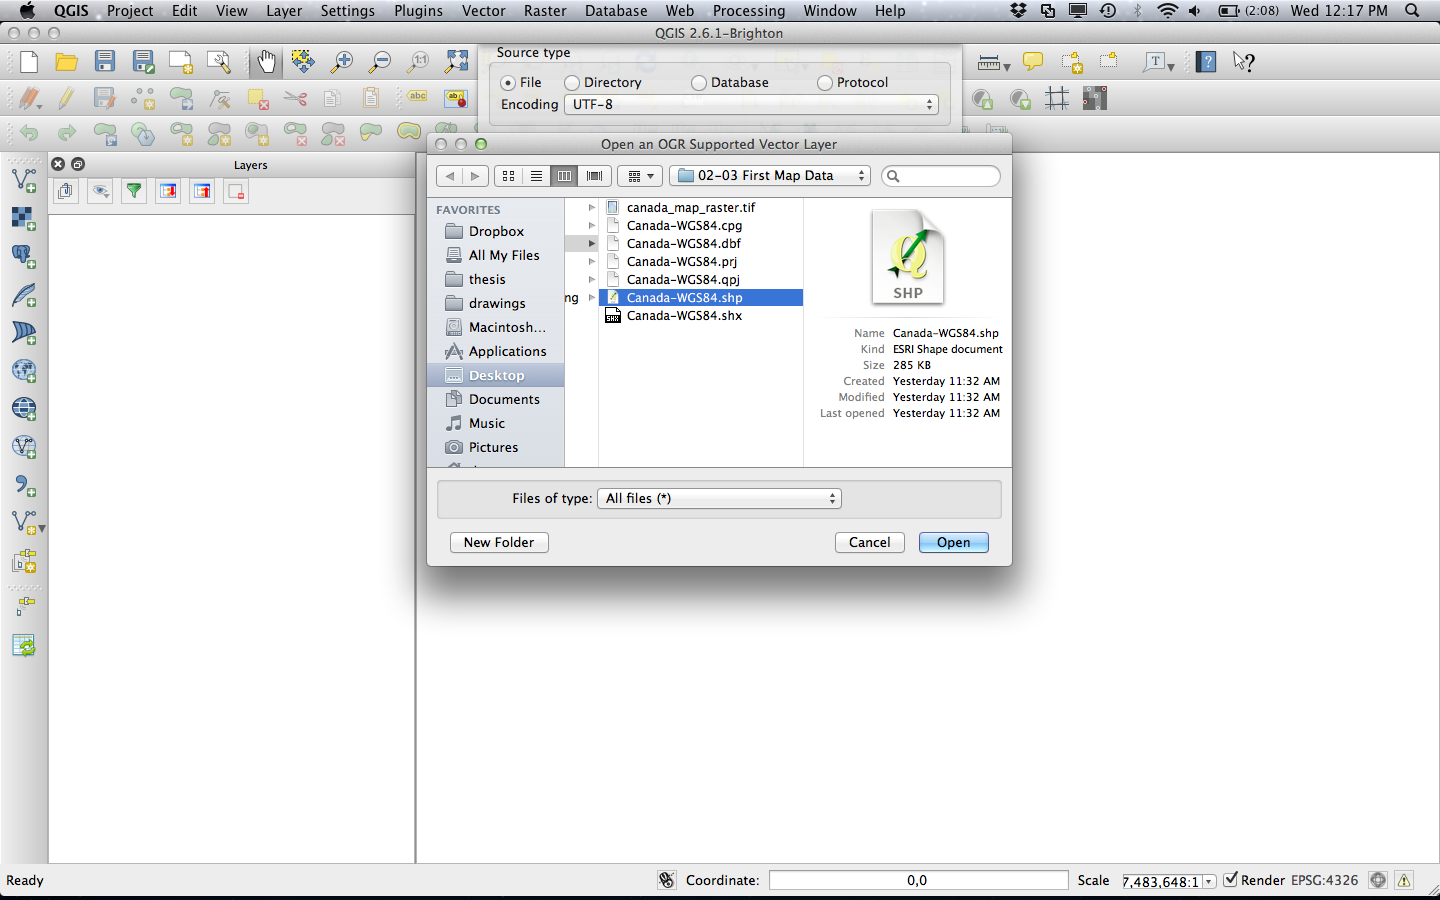 QGIS Project Edit View Layer Settings Plugins Vector Raster Database Web Processing Window Help (2:08) Wed 12:17 PM
QGIS 2.6.1-Brighton
Source type
File Directory Database Protocol
Encoding UTF-8
abc
Open an OGR Supported Vector Layer
Layers
02-03 First Map Data
FAVORITES
Dropbox
All My Files
thesis
drawings
Macintosh...
Applications
Desktop
Documents
Music
Pictures
ng
canada_map_raster.tif
Canada-WGS84.cpg
Canada-WGS84.dbf
Canada-WGS84.prj
Canada-WGS84.qpj
Canada-WGS84.shp
Canada-WGS84.shx
SHP
Name Canada-WGS84.shp
Kind ESRI Shape document
Size 285 KB
Created Yesterday 11:32 AM
Modified Yesterday 11:32 AM
Last opened Yesterday 11:32 AM
Files of type: All files (*)
New Folder Cancel Open
Ready Coordinate: 0,0 Scale 7,483,648:1 Render EPSG:4326